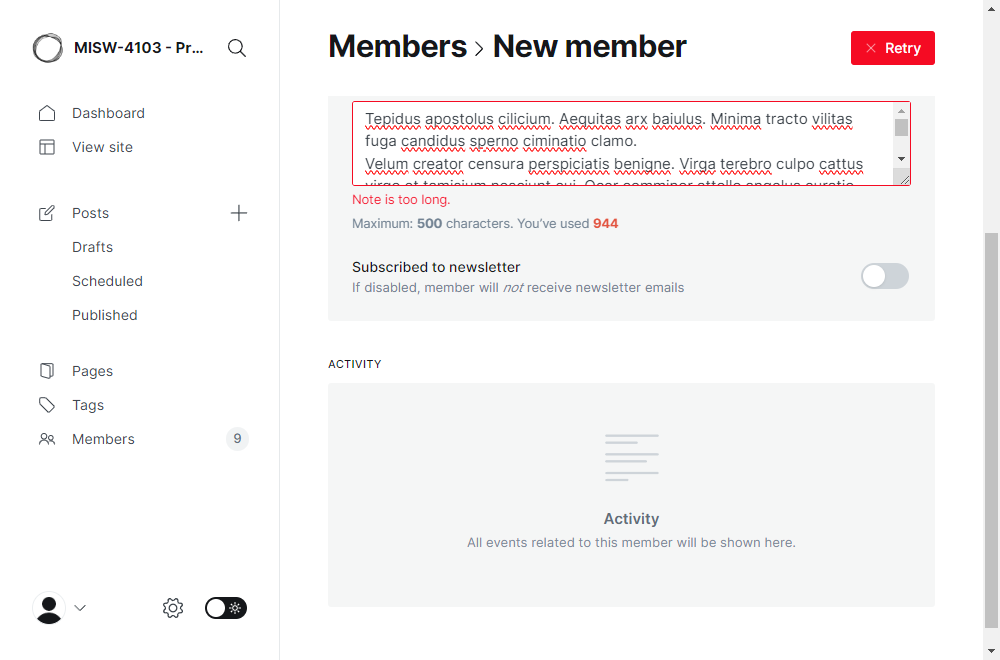 MISW-4103 - Pr...
Dashboard
View site
Posts
Drafts
Scheduled
Published
Pages
Tags
Members
9
Members > New member
Retry
Tepidus apostolus cilicium. Aequitas arx baiulus. Minima tracto vilitas
fuga candidus sperno ciminatio clamo.
Velum creator censura perspiciatis benigne. Virga terebro culpo cattus
Note is too long.
Maximum: 500 characters. You've used 944
Subscribed to newsletter
If disabled, member will not receive newsletter emails
ACTIVITY
Activity
All events related to this member will be shown here.